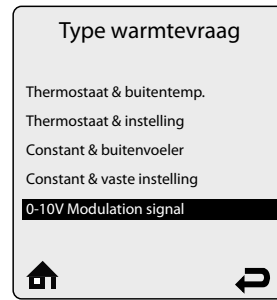 Type warmtevraag
Thermostaat & buitentemp.
Thermostaat & instelling
Constant & buitenvoeler
Constant & vaste instelling
0-10V Modulation signal